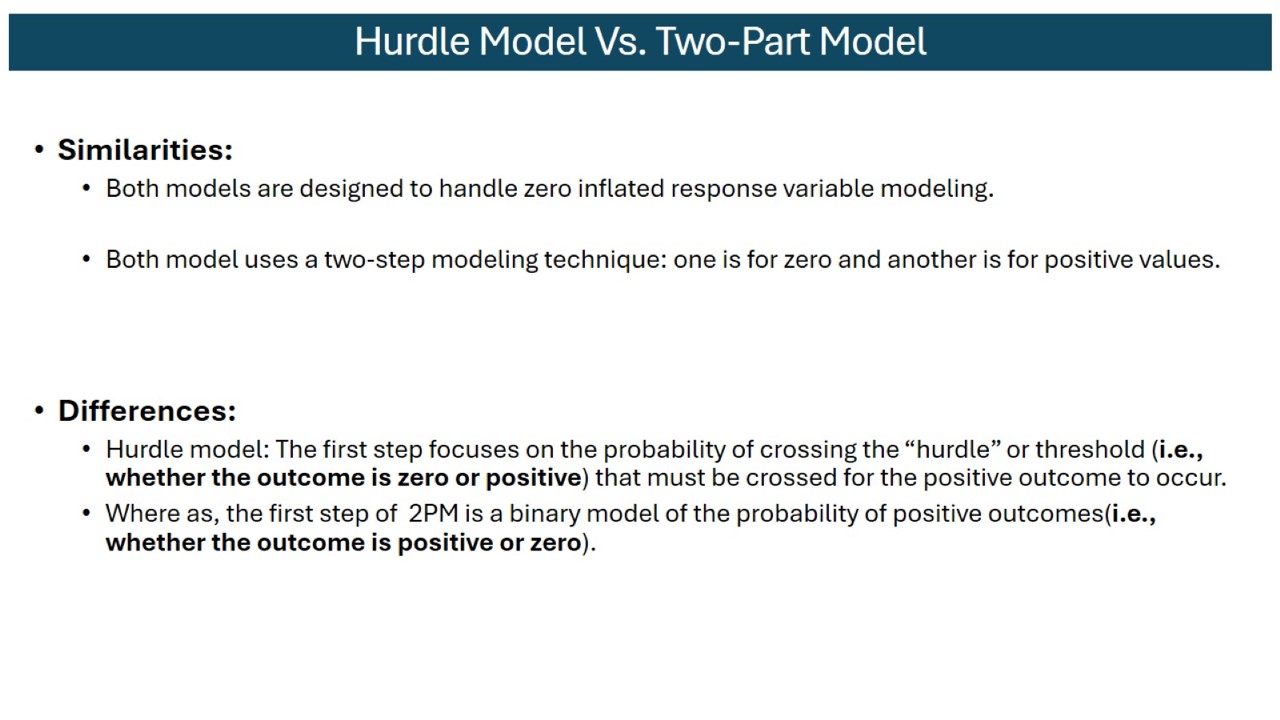 Hurdle Model Vs. Two-Part Model
• Similarities:
• Both models are designed to handle zero inflated response variable modeling.
• Both model uses a two-step modeling technique: one is for zero and another is for positive values.
• Differences:
• Hurdle model: The first step focuses on the probability of crossing the “hurdle” or threshold (i.e.,
whether the outcome is zero or positive) that must be crossed for the positive outcome to occur.
• Where as, the first step of  2PM is a binary model of the probability of positive outcomes(i.e.,
whether the outcome is positive or zero).